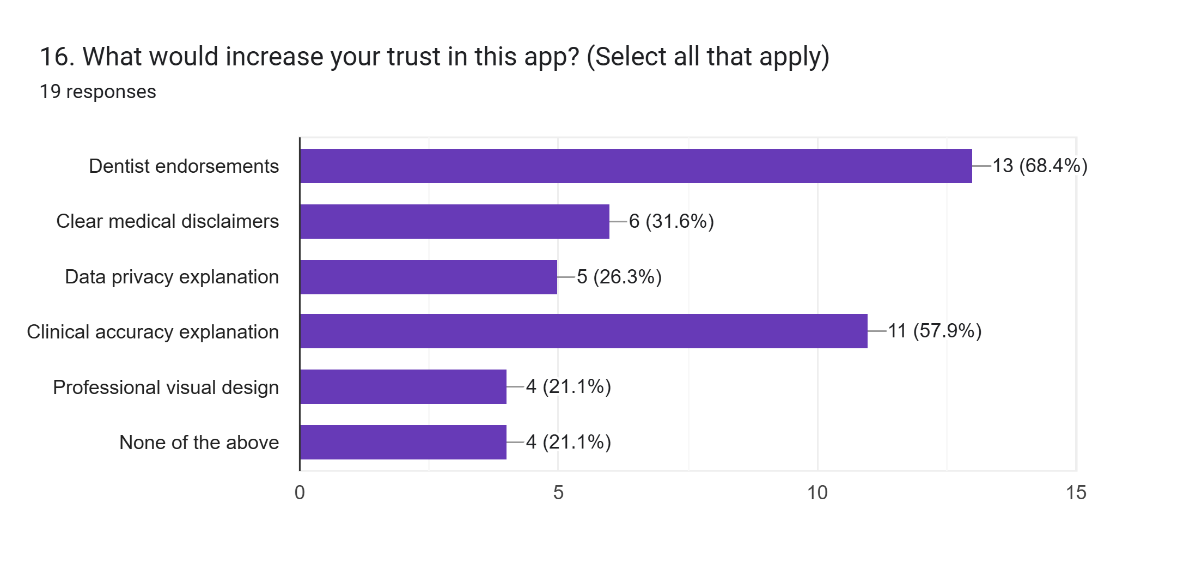 16. What would increase your trust in this app? (Select all that apply)
19 responses
Dentist endorsements 13 (68.4%)
Clear medical disclaimers 6 (31.6%)
Data privacy explanation 5 (26.3%)
Clinical accuracy explanation 11 (57.9%)
Professional visual design 4 (21.1%)
None of the above 4 (21.1%)
0 5 10 15